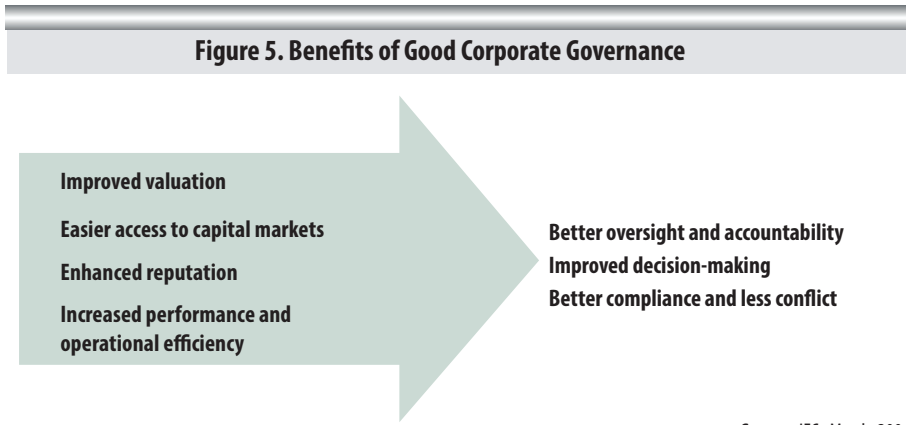 Figure 5. Benefits of Good Corporate Governance
Improved valuation
Easier access to capital markets
Enhanced reputation
Increased performance and
operational efficiency
Better oversight and accountability
Improved decision-making
Better compliance and less conflict